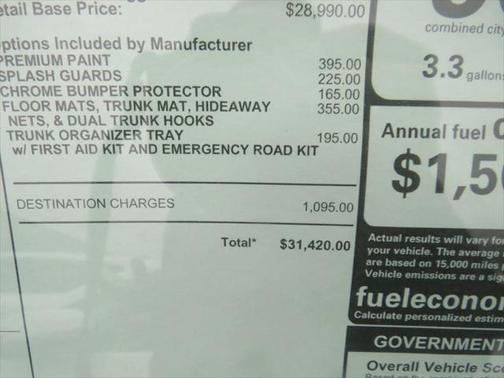 etail Base Price: $28,990.00
ptions Included by Manufacturer
PREMIUM PAINT 395.00
SPLASH GUARDS 225.00
CHROME BUMPER PROTECTOR 165.00
FLOOR MATS, TRUNK MAT, HIDEAWAY 355.00
NETS, & DUAL TRUNK HOOKS
TRUNK ORGANIZER TRAY 195.00
w/ FIRST AID KIT AND EMERGENCY ROAD KIT
DESTINATION CHARGES 1,095.00
Total* $31,420.00
combined city
3.3 gallons
Annual fuel C
$1,5
Actual results will vary for
your vehicle. The average
are based on 15,000 miles
Vehicle emissions are a sig
fuelecono
Calculate personalized estim
GOVERNMENT
Overall Vehicle Sc